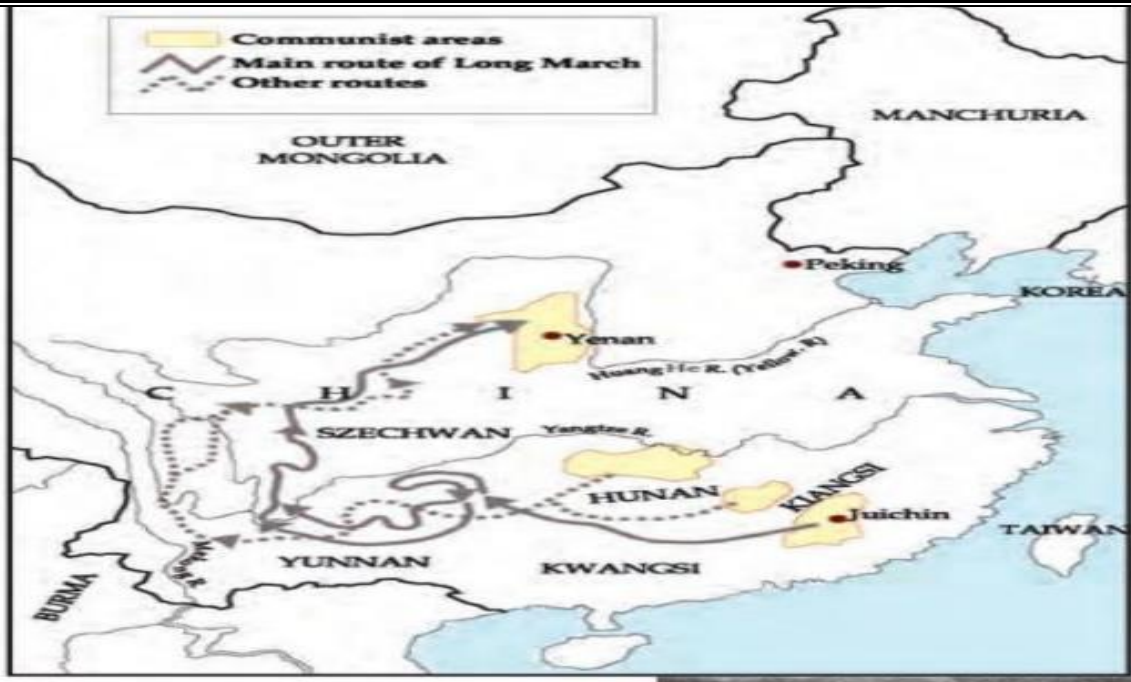 Communist areas
Main route of Long March
Other routes
OUTER
MONGOLIA
MANCHURIA
Peking
KOREA
Yenan
Huang He R. (Yellow. R)
C H I N A
SZECHWAN
Yangtze R.
HUNAN
KIANGSI
Juichin
TAIWAN
YUNNAN
KWANGSI
Mekong R.
BURMA